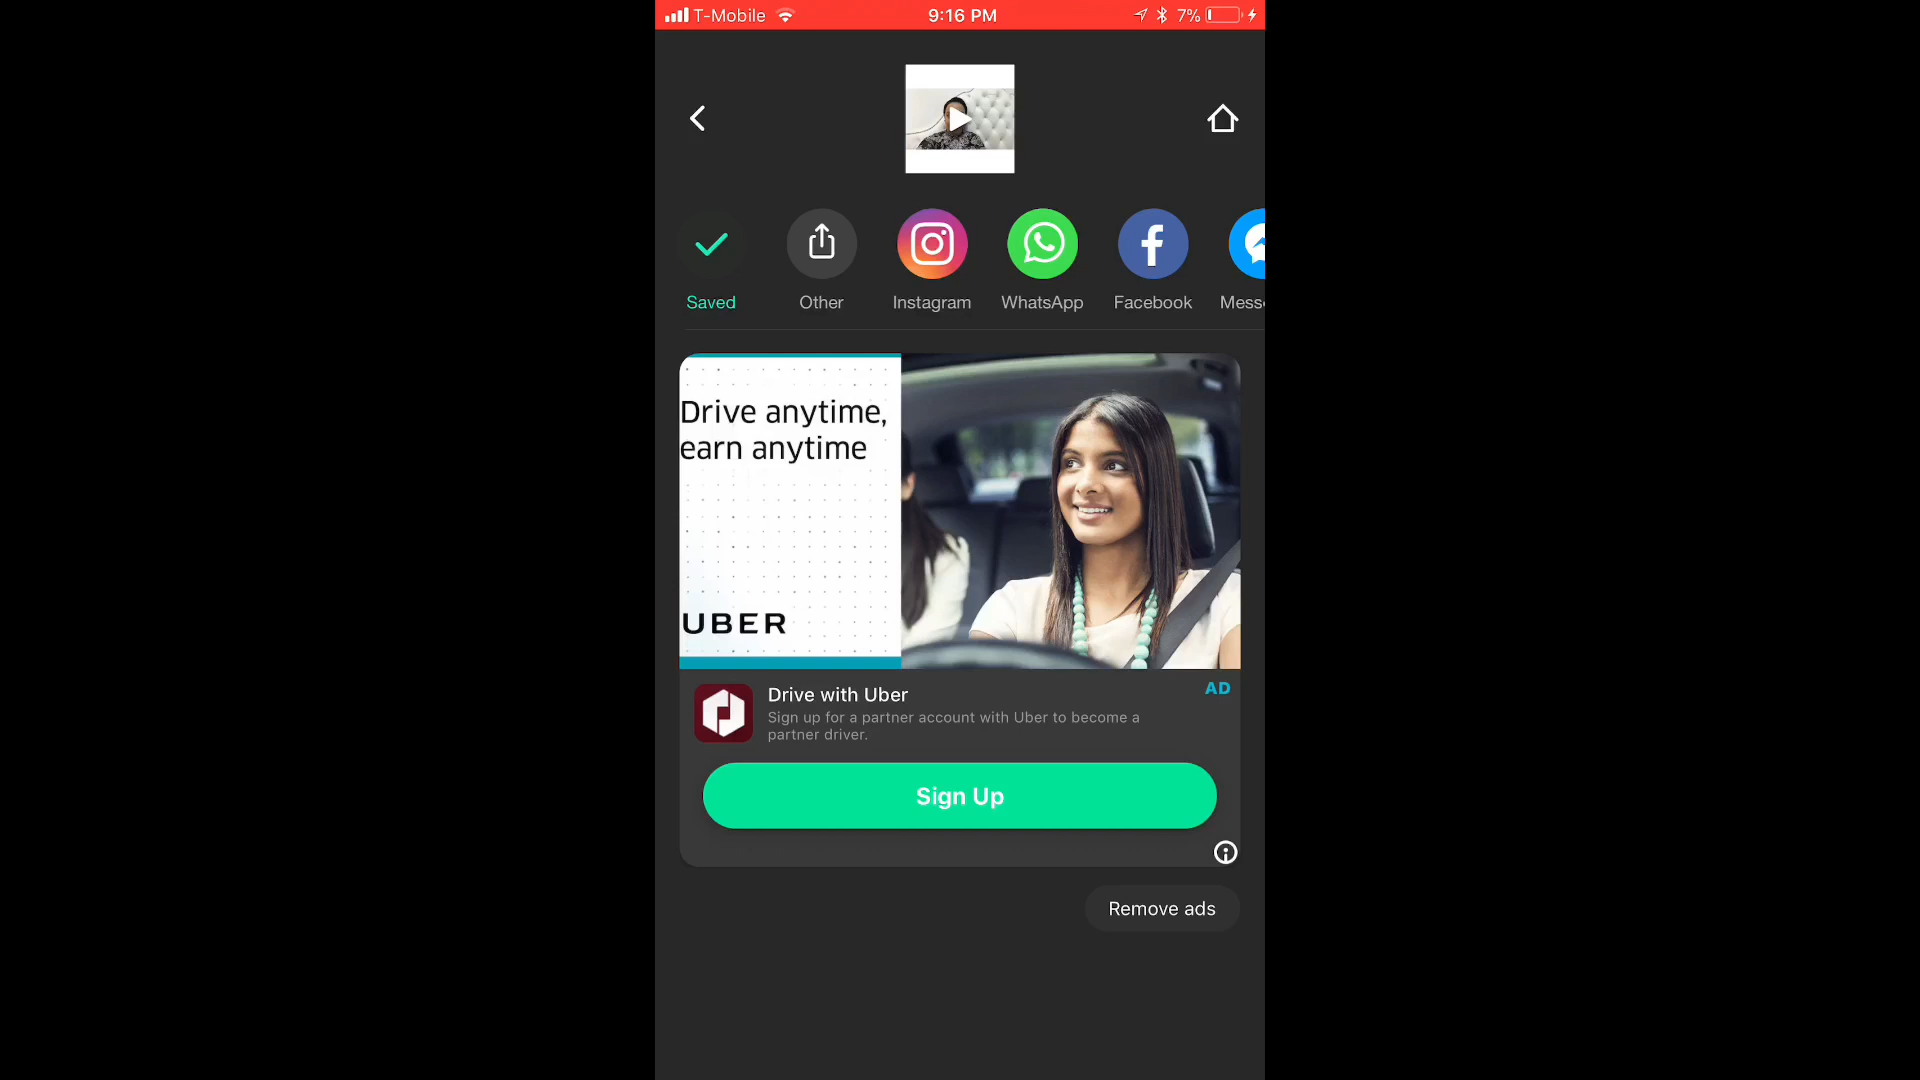 T-Mobile 9:16 PM 7%
Saved Other Instagram WhatsApp Facebook Mess
Drive anytime,
earn anytime
UBER
Drive with Uber AD
Sign up for a partner account with Uber to become a
partner driver.
Sign Up
Remove ads